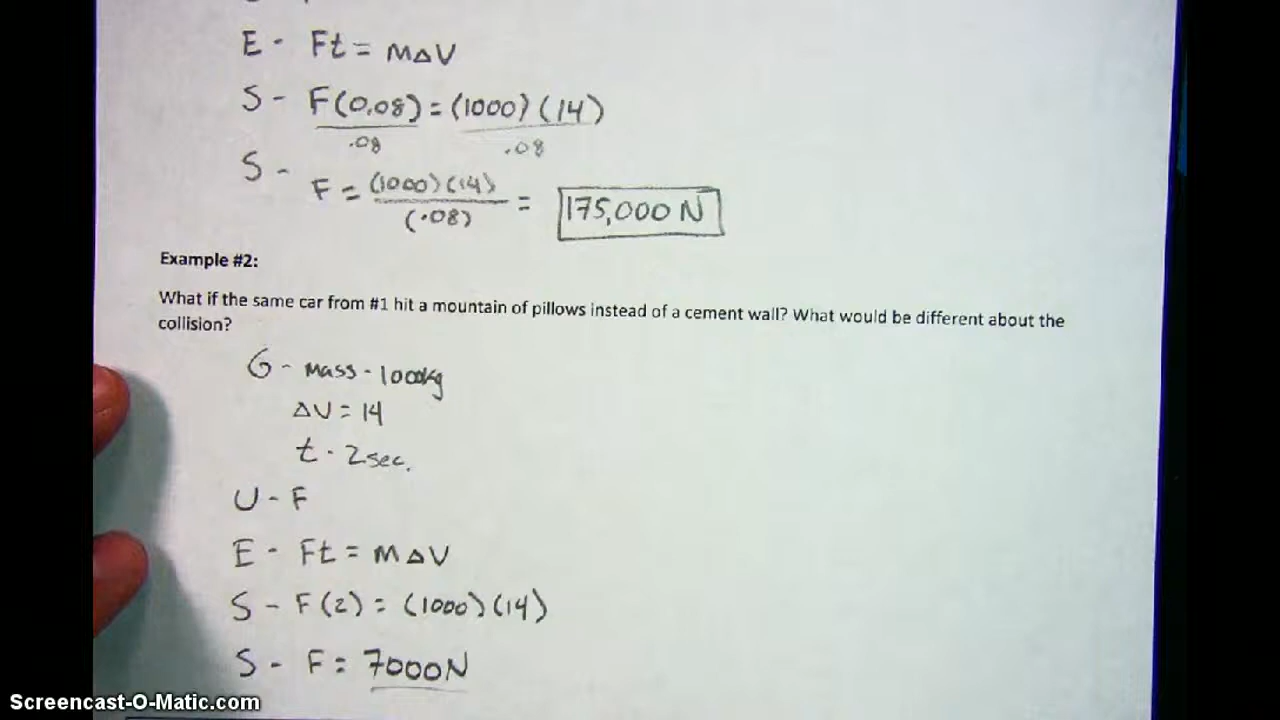 E - Ft = MΔV
S - F(0.08) = (1000)(14)
.08 .08
S - F = (1000)(14) = 175,000 N
(.08)
Example #2:
What if the same car from #1 hit a mountain of pillows instead of a cement wall? What would be different about the
collision?
G - mass - 1000kg
ΔV = 14
t - 2sec.
U - F
E - Ft = MΔV
S - F(2) = (1000)(14)
S - F = 7000N
Screencast-O-Matic.com